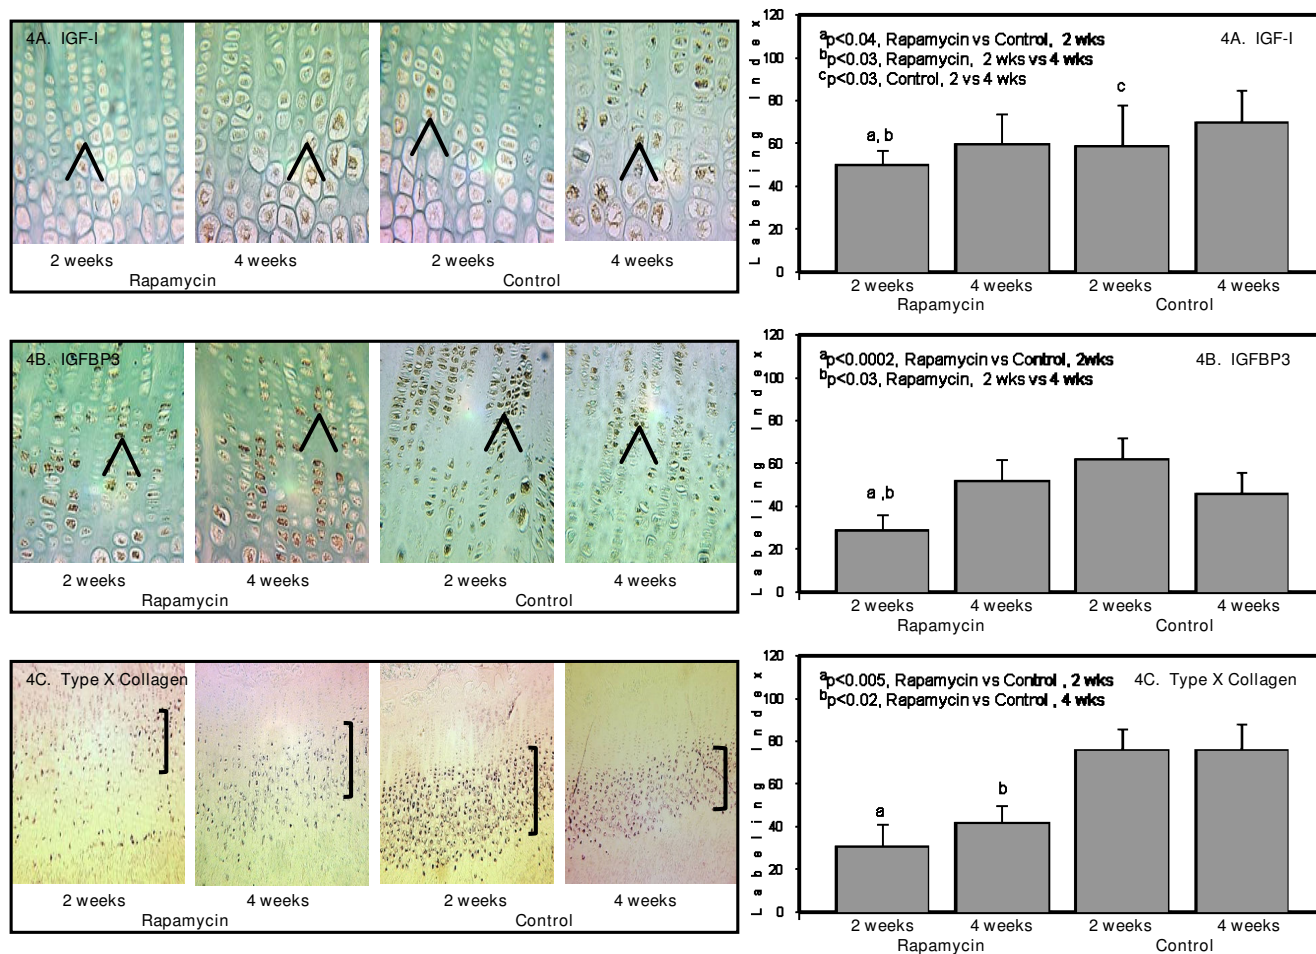 4A. IGF-I
2 weeks 4 weeks 2 weeks 4 weeks
Rapamycin Control
Labeling Index
120
100
80
60
40
20
0
ap<0.04, Rapamycin vs Control, 2 wks
bp<0.03, Rapamycin, 2 wks vs 4 wks
cp<0.03, Control, 2 vs 4 wks
4A. IGF-I
a, b
c
2 weeks 4 weeks 2 weeks 4 weeks
Rapamycin Control
4B. IGFBP3
2 weeks 4 weeks 2 weeks 4 weeks
Rapamycin Control
Labeling Index
120
100
80
60
40
20
0
ap<0.0002, Rapamycin vs Control, 2wks
bp<0.03, Rapamycin, 2 wks vs 4 wks
4B. IGFBP3
a ,b
2 weeks 4 weeks 2 weeks 4 weeks
Rapamycin Control
4C. Type X Collagen
2 weeks 4 weeks 2 weeks 4 weeks
Rapamycin Control
Labeling Index
120
100
80
60
40
20
0
ap<0.005, Rapamycin vs Control , 2 wks
bp<0.02, Rapamycin vs Control , 4 wks
4C. Type X Collagen
a
b
2 weeks 4 weeks 2 weeks 4 weeks
Rapamycin Control